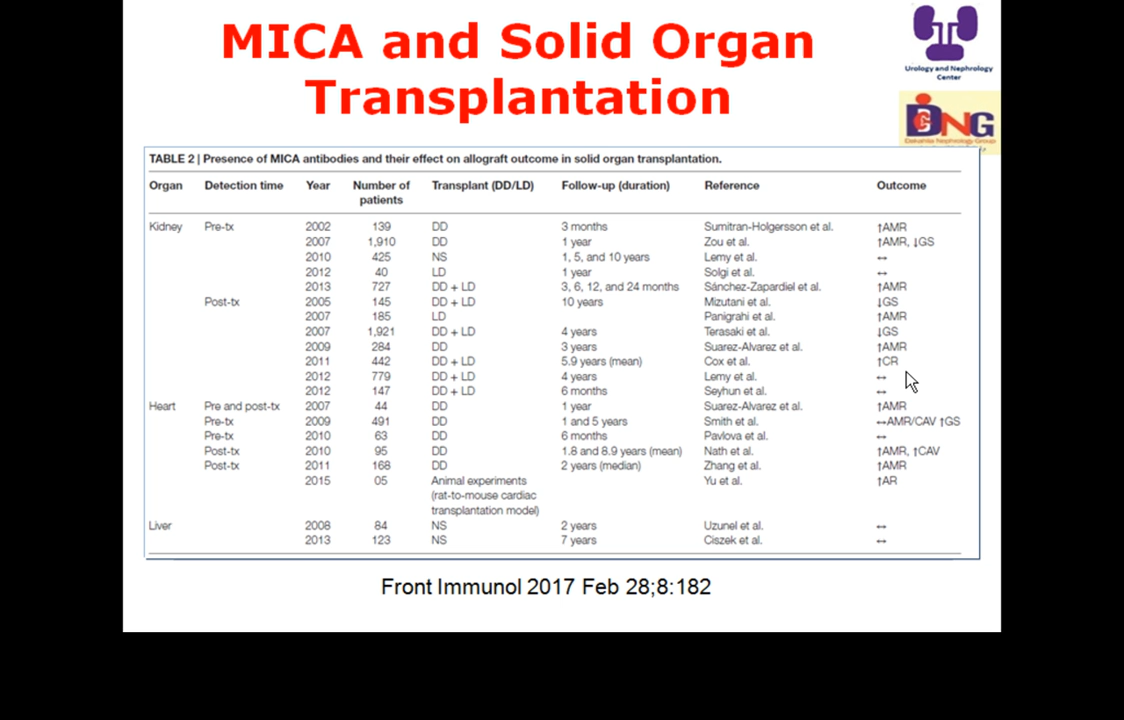 MICA and Solid Organ
Transplantation
Urology and Nephrology
Center
DNG
Dakahlia Nephrology Group
TABLE 2 | Presence of MICA antibodies and their effect on allograft outcome in solid organ transplantation.
Organ Detection time Year Number of patients Transplant (DD/LD) Follow-up (duration) Reference Outcome
Kidney Pre-tx 2002 139 DD 3 months Sumitran-Holgersson et al. ↑AMR
2007 1,910 DD 1 year Zou et al. ↑AMR, ↓GS
2010 425 NS 1, 5, and 10 years Lemy et al. ↔
2012 40 LD 1 year Solgi et al. ↔
2013 727 DD + LD 3, 6, 12, and 24 months Sánchez-Zapardiel et al. ↑AMR
Post-tx 2005 145 DD + LD 10 years Mizutani et al. ↓GS
2007 185 LD Panigrahi et al. ↑AMR
2007 1,921 DD + LD 4 years Terasaki et al. ↓GS
2009 284 DD 3 years Suarez-Alvarez et al. ↑AMR
2011 442 DD + LD 5.9 years (mean) Cox et al. ↑CR
2012 779 DD + LD 4 years Lemy et al. ↔
2012 147 DD + LD 6 months Seyhun et al. ↔
Heart Pre and post-tx 2007 44 DD 1 year Suarez-Alvarez et al. ↑AMR
Pre-tx 2009 491 DD 1 and 5 years Smith et al. ↔AMR/CAV ↑GS
Pre-tx 2010 63 DD 6 months Pavlova et al. ↔
Post-tx 2010 95 DD 1.8 and 8.9 years (mean) Nath et al. ↑AMR, ↑CAV
Post-tx 2011 168 DD 2 years (median) Zhang et al. ↑AMR
2015 05 Animal experiments Yu et al. ↑AR
(rat-to-mouse cardiac
transplantation model)
Liver 2008 84 NS 2 years Uzunel et al. ↔
2013 123 NS 7 years Ciszek et al. ↔
Front Immunol 2017 Feb 28;8:182